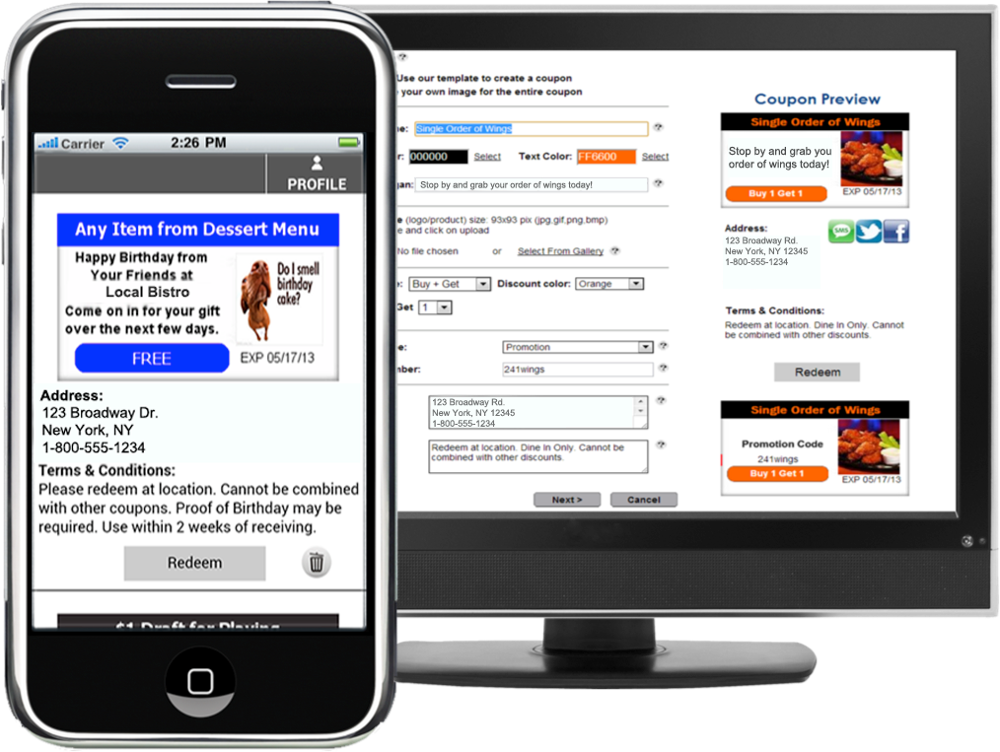 Carrier
2:26 PM
PROFILE
Any Item from Dessert Menu
Happy Birthday from
Your Friends at
Local Bistro
Come on in for your gift
over the next few days.
Do I smell
birthday
cake?
FREE
EXP 05/17/13
Address:
123 Broadway Dr.
New York, NY
1-800-555-1234
Terms & Conditions:
Please redeem at location. Cannot be combined
with other coupons. Proof of Birthday may be
required. Use within 2 weeks of receiving.
Redeem
Use our template to create a coupon
your own image for the entire coupon
Single Order of Wings
000000
Select
Text Color:
FF6600
Select
Stop by and grab your order of wings today!
(logo/product) size: 93x93 pix (jpg,gif,png,bmp)
and click on upload
No file chosen
or
Select From Gallery
Buy + Get
Discount color:
Orange
Get
1
Promotion
241wings
123 Broadway Rd.
New York, NY 12345
1-800-555-1234
Redeem at location. Dine In Only. Cannot be
combined with other discounts.
Next >
Cancel
Coupon Preview
Single Order of Wings
Stop by and grab you
order of wings today!
Buy 1 Get 1
EXP 05/17/13
Address:
123 Broadway Rd.
New York, NY 12345
1-800-555-1234
SMS
Terms & Conditions:
Redeem at location. Dine In Only. Cannot
be combined with other discounts.
Redeem
Single Order of Wings
Promotion Code
241wings
Buy 1 Get 1
EXP 05/17/13